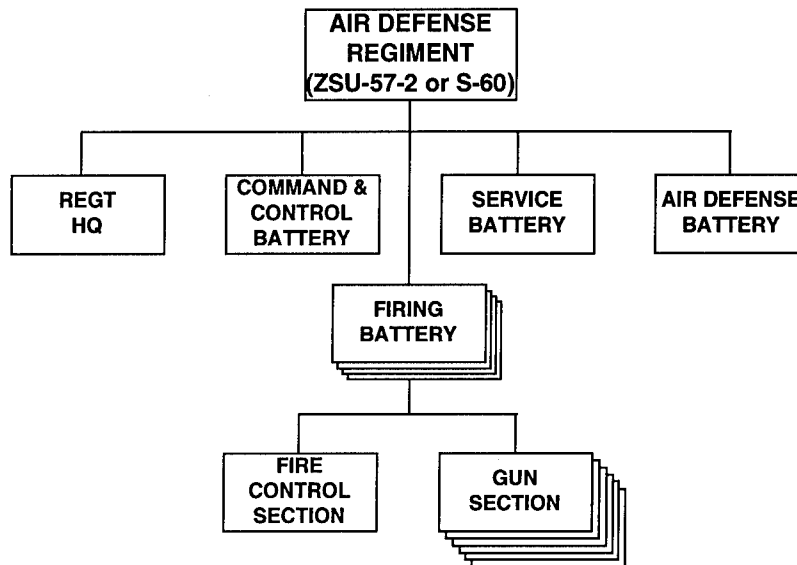 AIR DEFENSE
REGIMENT
(ZSU-57-2 or S-60)
REGT
HQ
COMMAND &
CONTROL
BATTERY
SERVICE
BATTERY
AIR DEFENSE
BATTERY
FIRING
BATTERY
FIRE
CONTROL
SECTION
GUN
SECTION